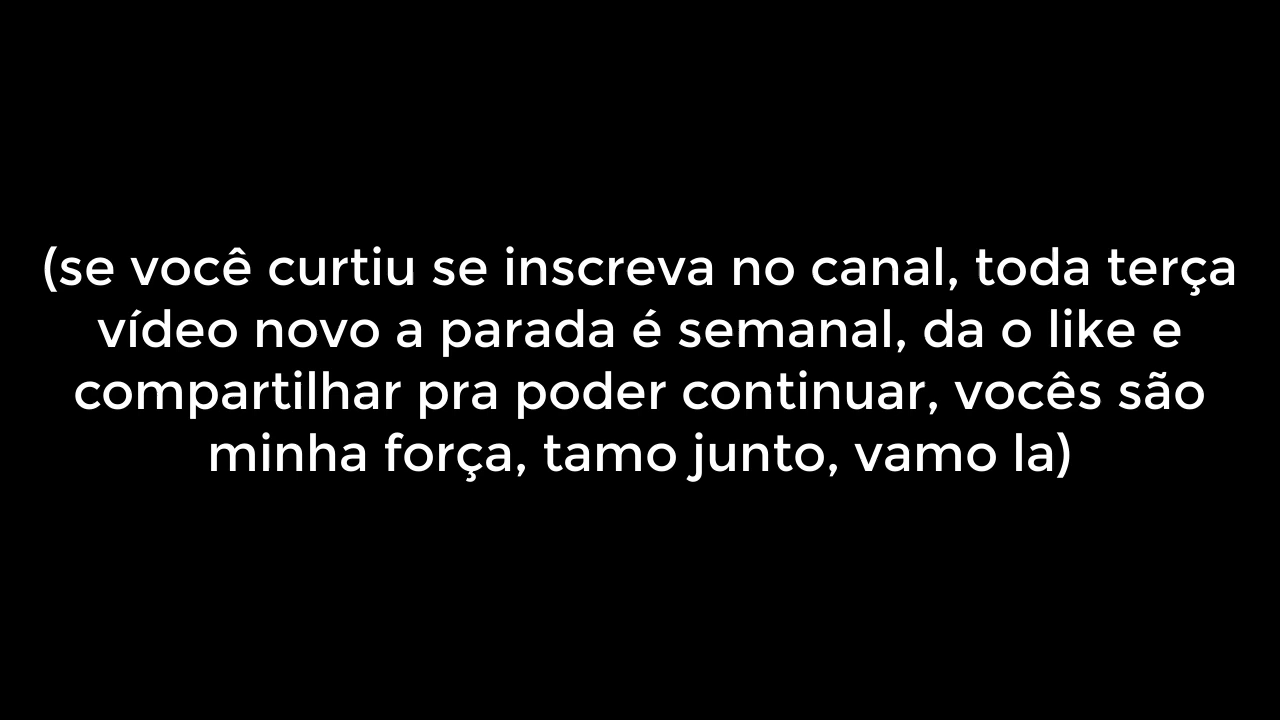 (se você curtiu se inscreva no canal, toda terça
vídeo novo a parada é semanal, da o like e
compartilhar pra poder continuar, vocês são
minha força, tamo junto, vamo la)